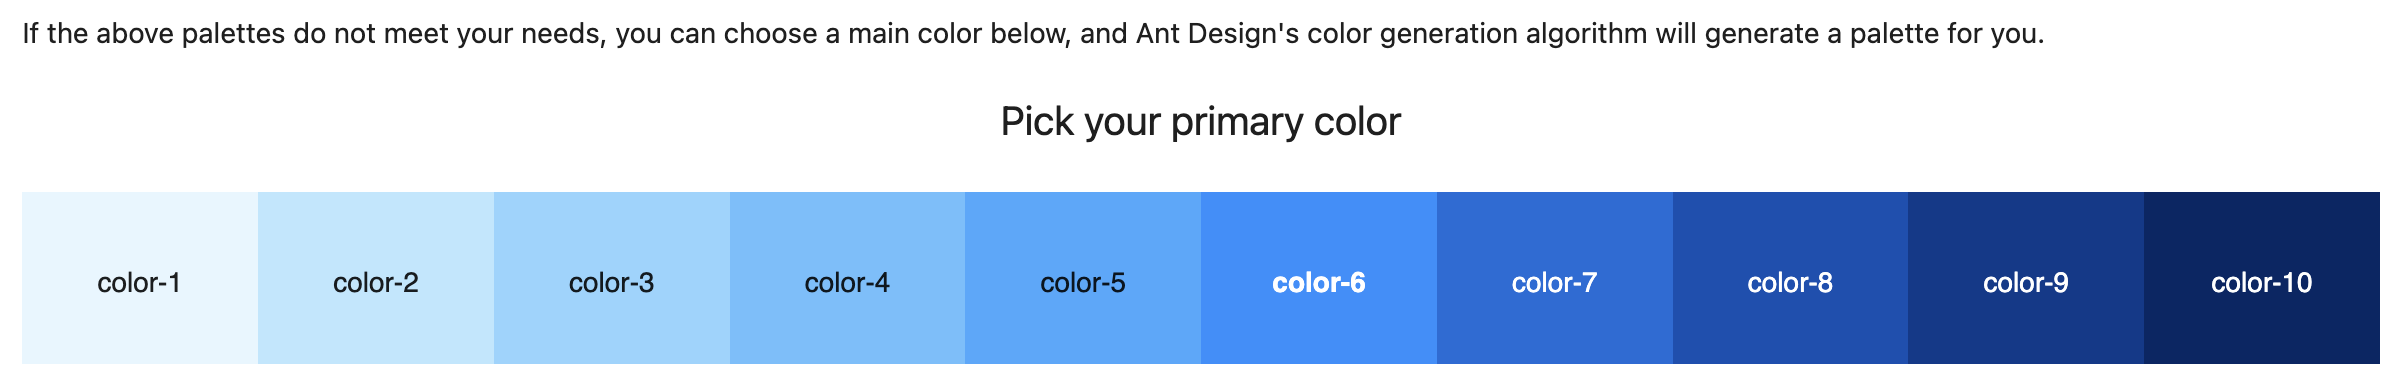 If the above palettes do not meet your needs, you can choose a main color below, and Ant Design's color generation algorithm will generate a palette for you.
Pick your primary color
color-1 color-2 color-3 color-4 color-5 color-6 color-7 color-8 color-9 color-10